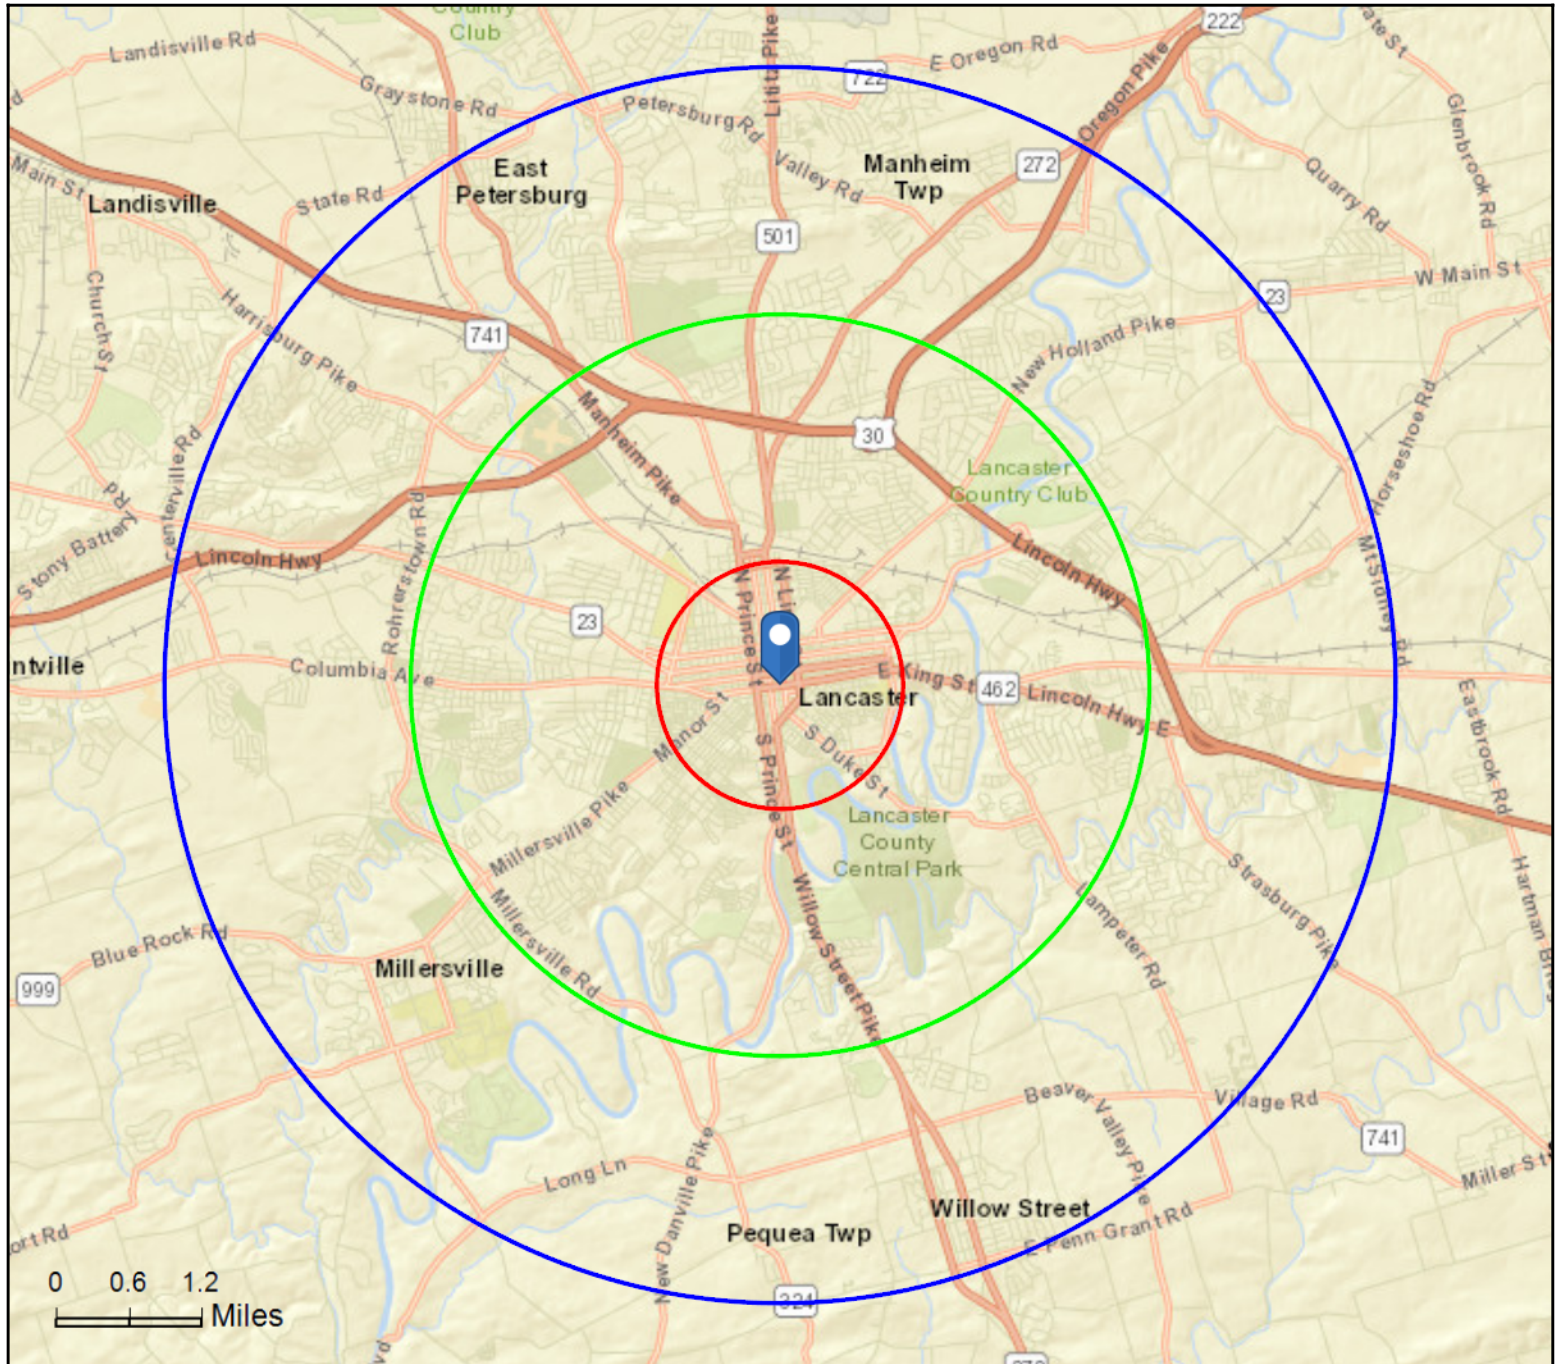 Country
Club
222
Landisville Rd
Lititz Pike
E Oregon Rd
Oregon Pike
722
Graystone Rd
Petersburg Rd
Glenbrook Rd
Main St
East
Petersburg
Valley Rd
Manheim
Twp
272
Quarry Rd
Landisville
State Rd
501
W Main St
23
Church St
Harrisburg Pike
741
New Holland Pike
Manheim Pike
30
Horseshoe Rd
Centerville Rd
Lancaster
Country Club
Stony Battery
Rd
Rohrerstown Rd
Lincoln Hwy
Lincoln Hwy
Mt Sidney Rd
N Prince St
23
ntville
Columbia Ave
E King St
462
Lincoln Hwy E
Lancaster
Manor St
S Duke St
S Prince St
Eastbrook Rd
Millersville Pike
Lancaster
County
Central Park
Strasburg Pike
Willow Street Pike
Lampeter Rd
Blue Rock Rd
Millersville Rd
Millersville
999
Beaver Valley Pike
Village Rd
741
Miller St
Long Ln
New Danville Pike
Willow Street
Pequea Twp
E Penn Grant Rd
ort Rd
324
0 0.6 1.2
Miles